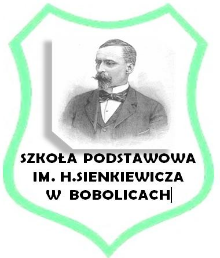 SZKOŁA PODSTAWOWA
IM. H.SIENKIEWICZA
W BOBOLICACH